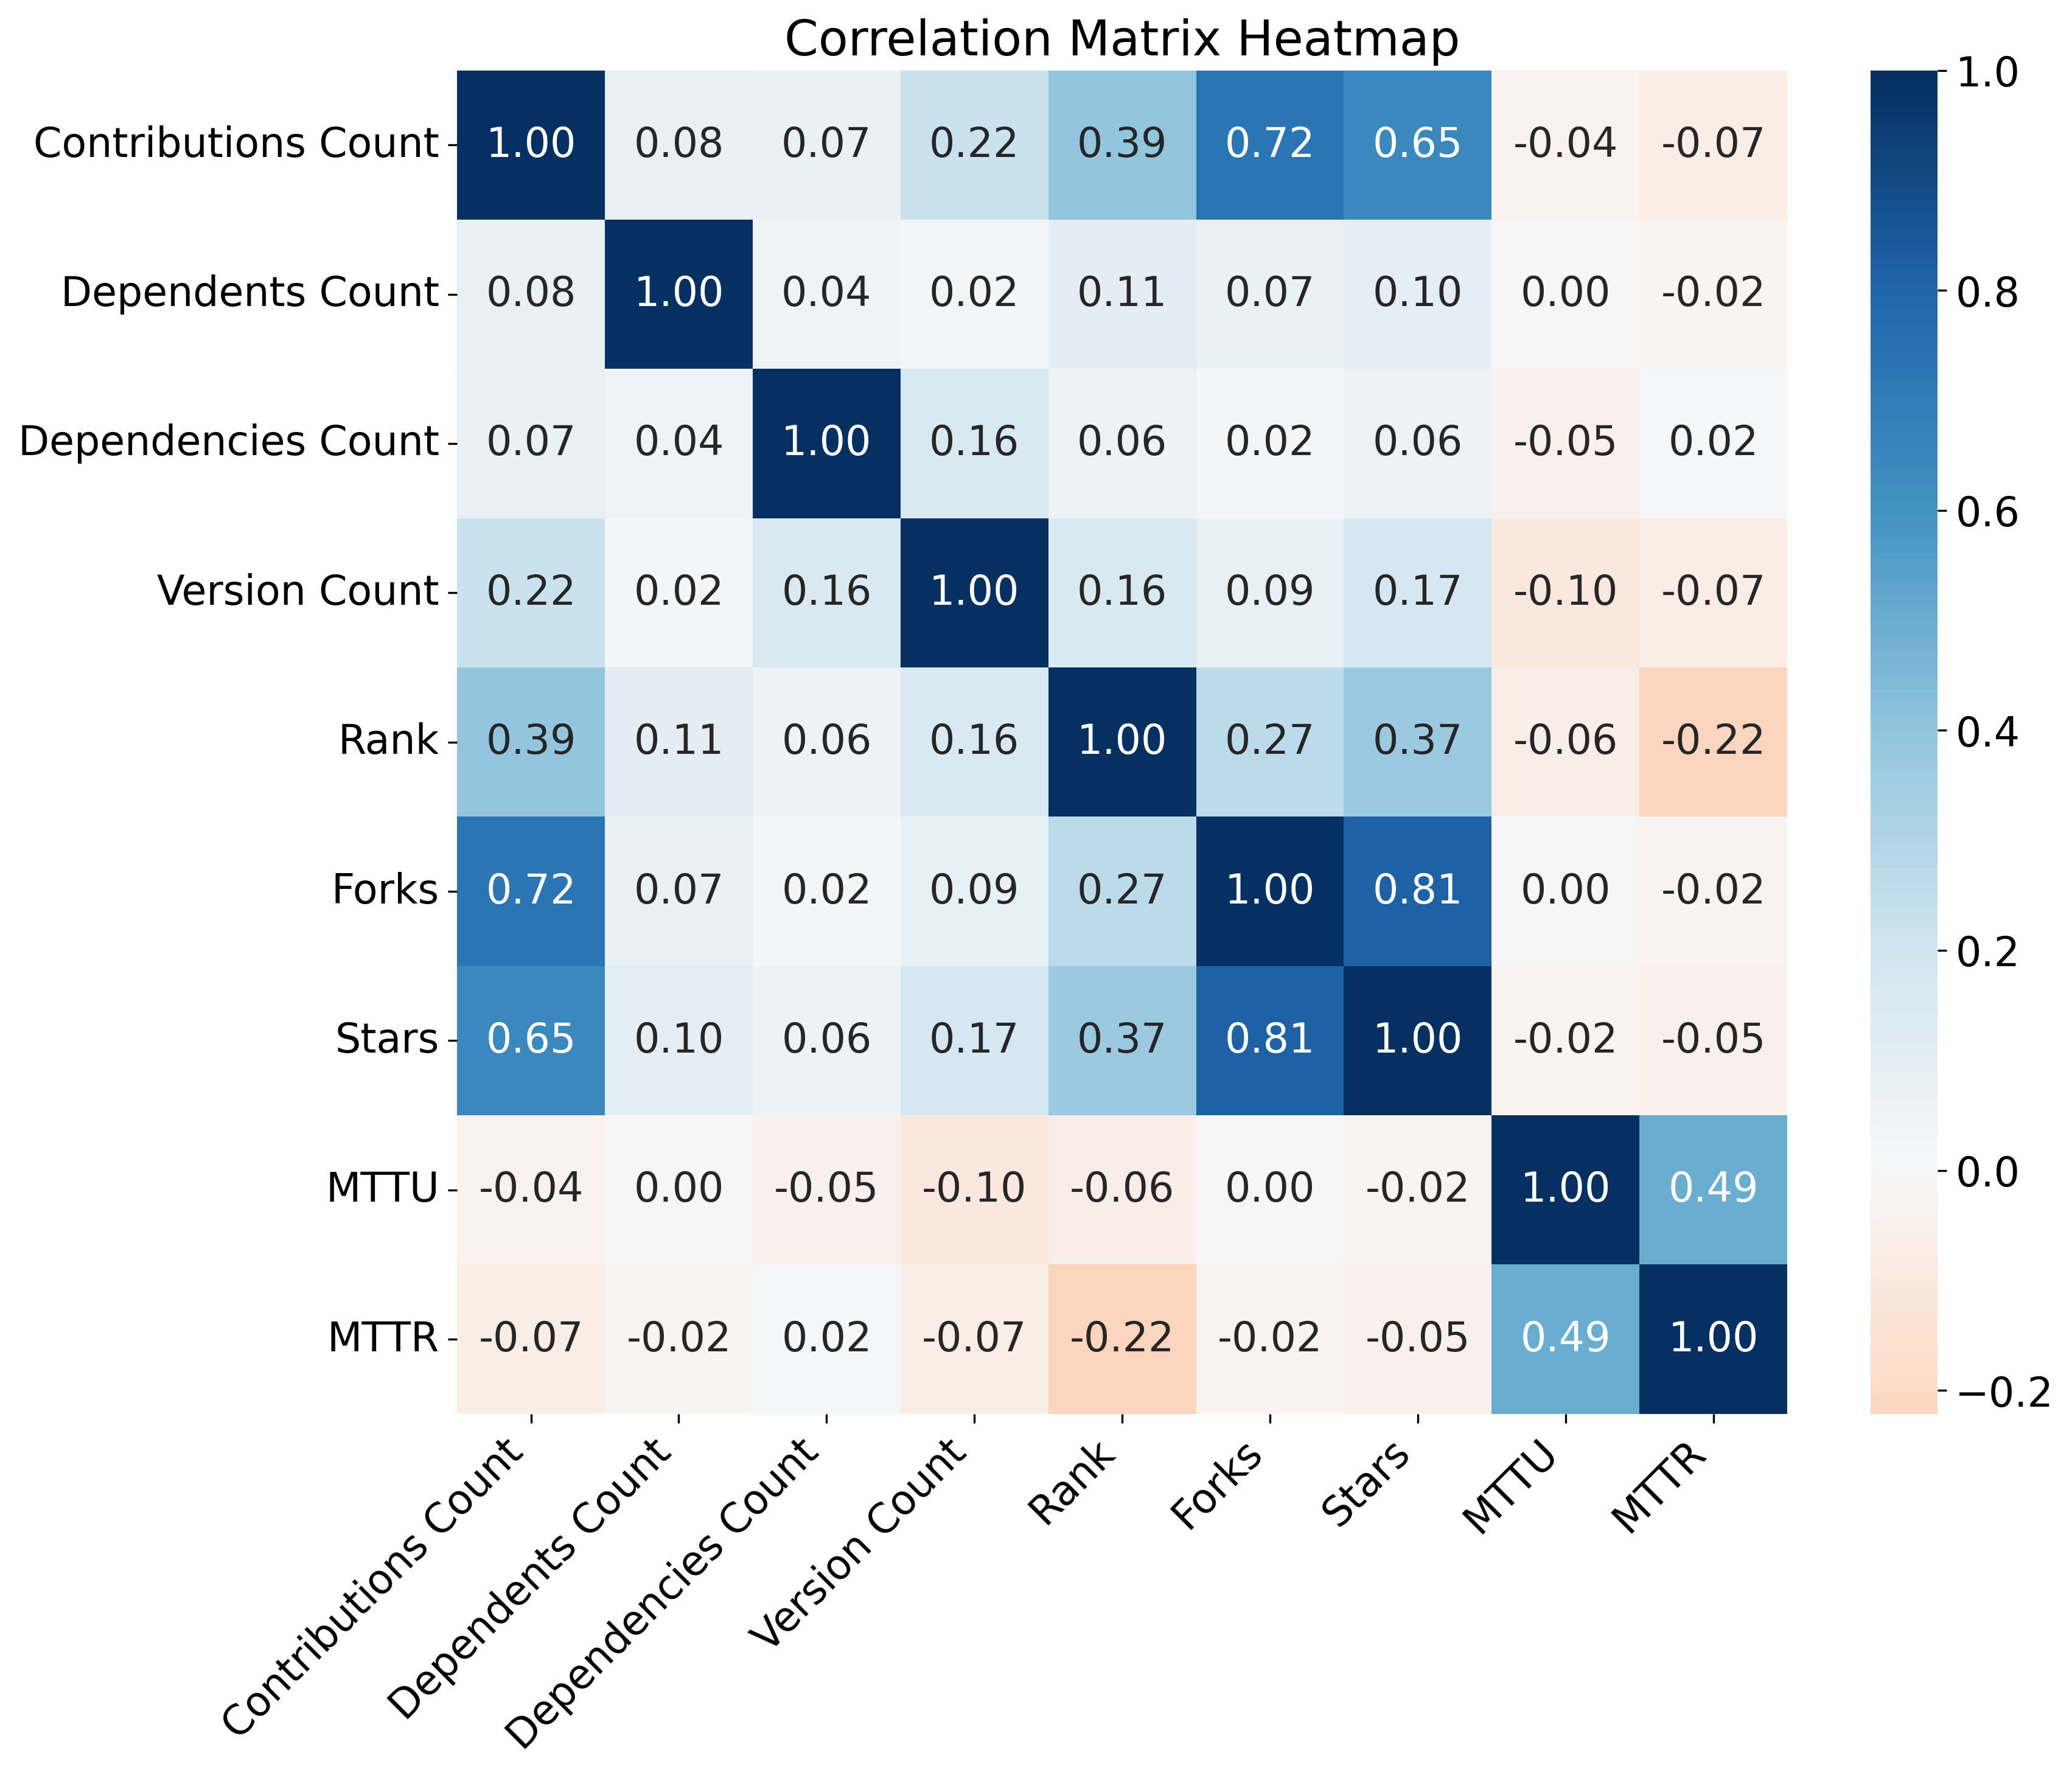 Correlation Matrix Heatmap
Contributions Count 1.00 0.08 0.07 0.22 0.39 0.72 0.65 -0.04 -0.07
Dependents Count 0.08 1.00 0.04 0.02 0.11 0.07 0.10 0.00 -0.02
Dependencies Count 0.07 0.04 1.00 0.16 0.06 0.02 0.06 -0.05 0.02
Version Count 0.22 0.02 0.16 1.00 0.16 0.09 0.17 -0.10 -0.07
Rank 0.39 0.11 0.06 0.16 1.00 0.27 0.37 -0.06 -0.22
Forks 0.72 0.07 0.02 0.09 0.27 1.00 0.81 0.00 -0.02
Stars 0.65 0.10 0.06 0.17 0.37 0.81 1.00 -0.02 -0.05
MTTU -0.04 0.00 -0.05 -0.10 -0.06 0.00 -0.02 1.00 0.49
MTTR -0.07 -0.02 0.02 -0.07 -0.22 -0.02 -0.05 0.49 1.00
Contributions Count
Dependents Count
Dependencies Count
Version Count
Rank
Forks
Stars
MTTU
MTTR
1.0
0.8
0.6
0.4
0.2
0.0
−0.2